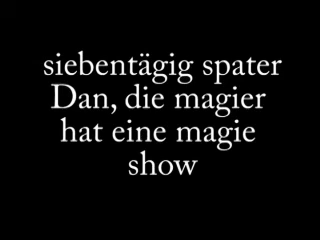 siebentägig spater
Dan, die magier
hat eine magie
show